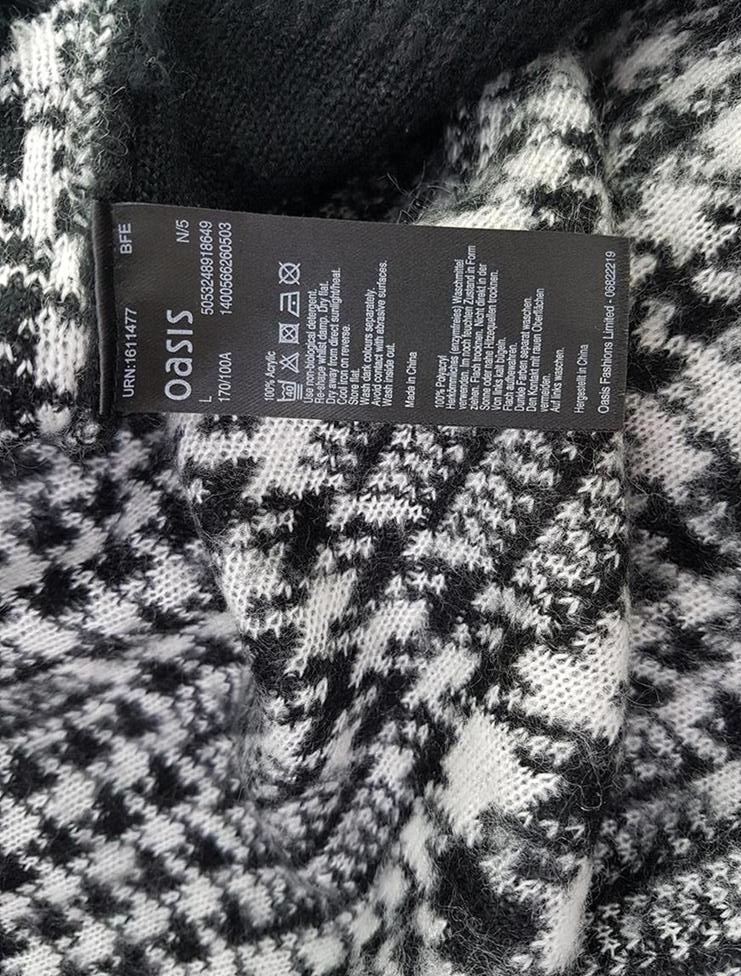 URN:1611477 BFE
oasis N/5
L 5053248918649
170/100A 1400566260503
100% Acrylic
Use non-biological detergent.
Re-shape whilst damp. Dry flat.
Dry away from direct sunlight/heat.
Cool iron on reverse.
Store flat.
Wash dark colours separately.
Avoid contact with abrasive surfaces.
Wash inside out.
Made in China
100% Polyacryl
Herkömmliches (enzymfreies) Waschmittel
verwenden. Im noch feuchten Zustand in Form
ziehen. Flach trocknen. Nicht direkt in der
Sonne oder nahe Hitzequellen trocknen.
Von links kalt bügeln.
Flach aufbewahren.
Dunkle Farben separat waschen.
Den Kontakt mit rauen Oberflächen
vermeiden.
Auf links waschen.
Hergestellt in China
Oasis Fashions Limited - 06822219